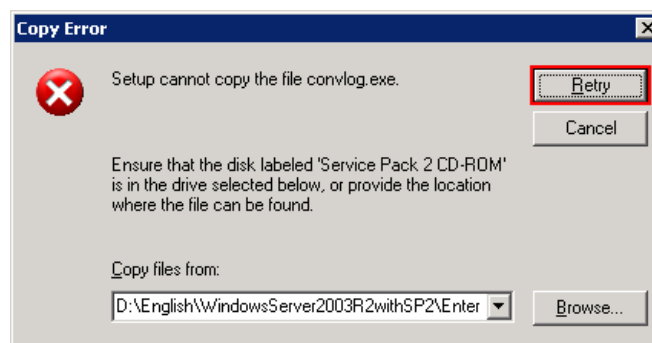 Copy Error
Setup cannot copy the file convlog.exe.
Retry
Cancel
Ensure that the disk labeled 'Service Pack 2 CD-ROM'
is in the drive selected below, or provide the location
where the file can be found.
Copy files from:
D:\English\WindowsServer2003R2withSP2\Enter
Browse...